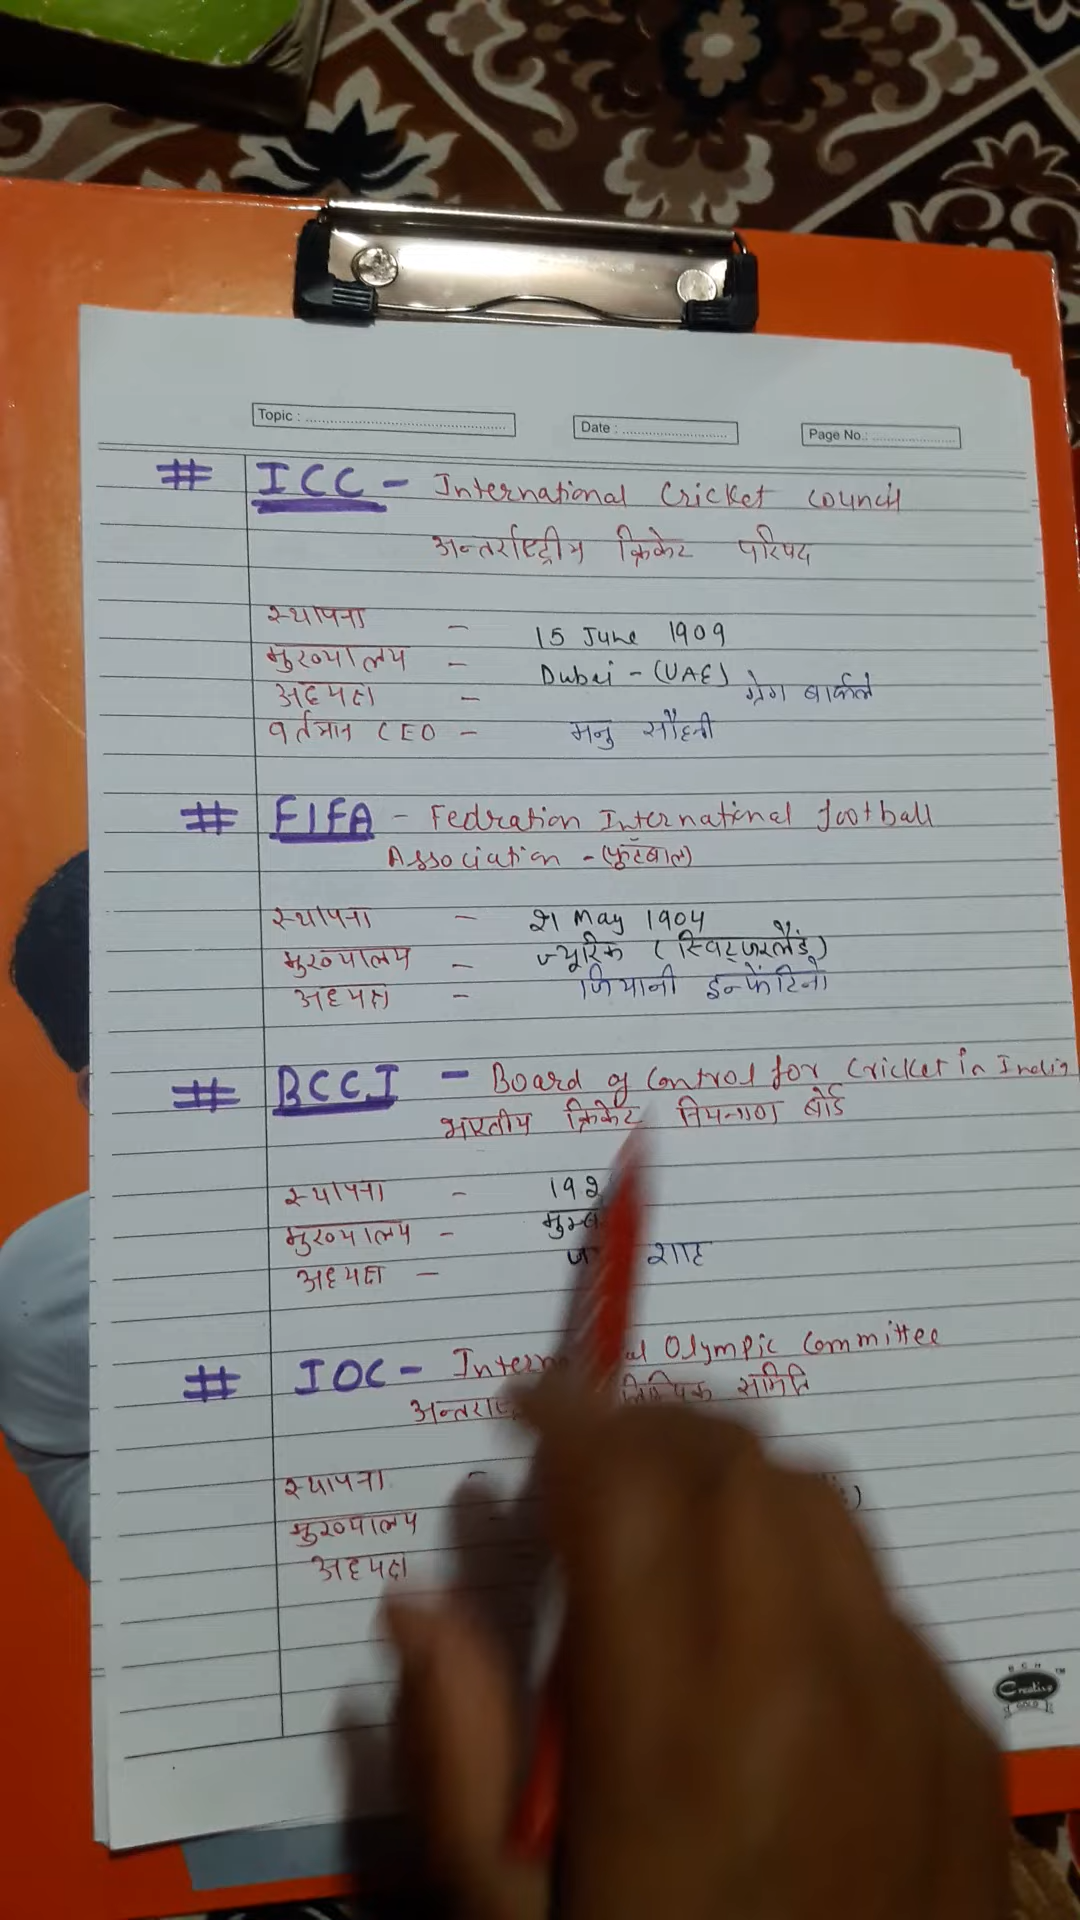 Topic : ........ Date : ........ Page No.: ........
# ICC - International Cricket Council
अन्तर्राष्ट्रीय क्रिकेट परिषद
स्थापना - 15 June 1909
मुख्यालय - Dubai - (UAE)
अध्यक्ष - ग्रेग बार्कले
वर्तमान CEO - मनु सौहनी
# FIFA - Fedration International football
Association - (फुटॅबाल)
स्थापना - 21 May 1904
मुख्यालय - ज्यूरिक (स्विट्जरलैंड)
अध्यक्ष - जियानी इन्फेंटिनो
# BCCI - Board of Control for Cricket in India
भारतीय क्रिकेट नियन्त्रण बोर्ड
स्थापना -
मुख्यालय -
अध्यक्ष - शाह
# IOC - Olympic Committee
समिति
स्थापना -
मुख्यालय
अध्यक्ष
Creative
GOLD